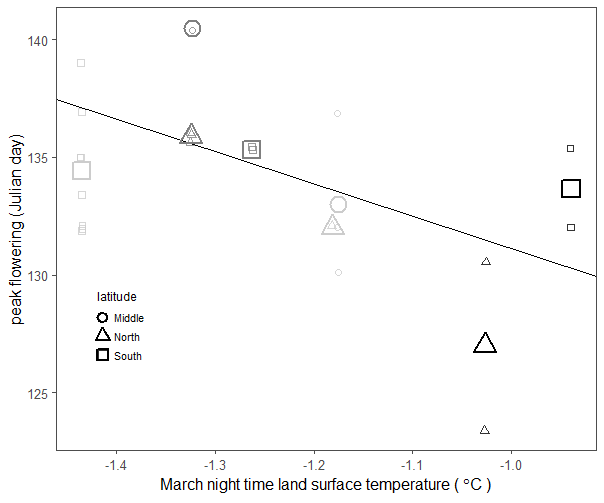 peak flowering (Julian day)
140
135
130
125
latitude
Middle
North
South
-1.4
-1.3
-1.2
-1.1
-1.0
March night time land surface temperature ( °C )